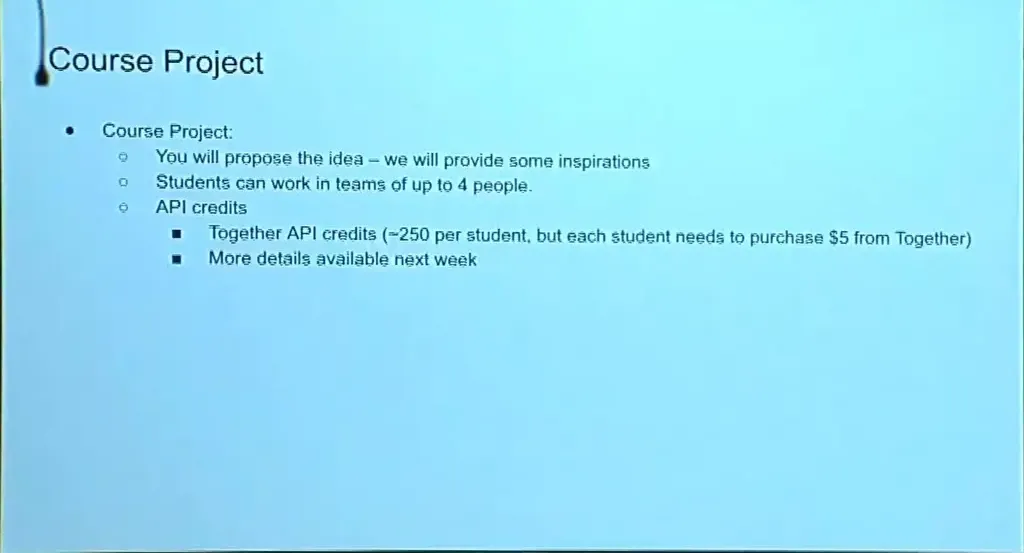 Course Project
● Course Project:
○ You will propose the idea – we will provide some inspirations
○ Students can work in teams of up to 4 people.
○ API credits
■ Together API credits (~250 per student, but each student needs to purchase $5 from Together)
■ More details available next week